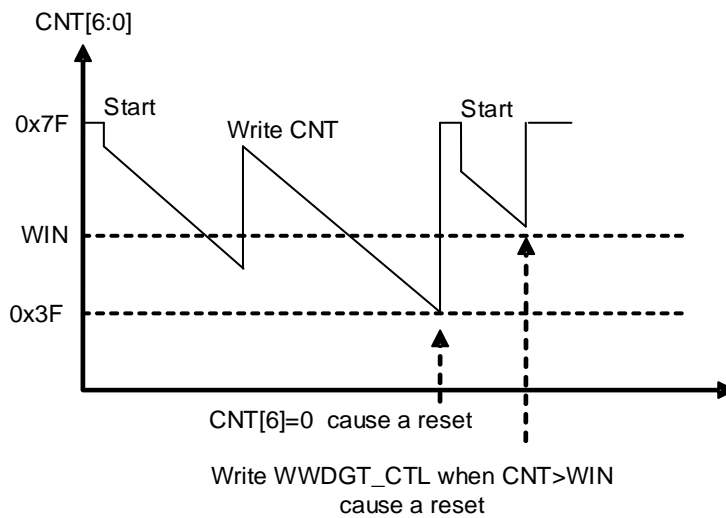 CNT[6:0]
0x7F
Start
Write CNT
Start
WIN
0x3F
CNT[6]=0 cause a reset
Write WWDGT_CTL when CNT>WIN
cause a reset